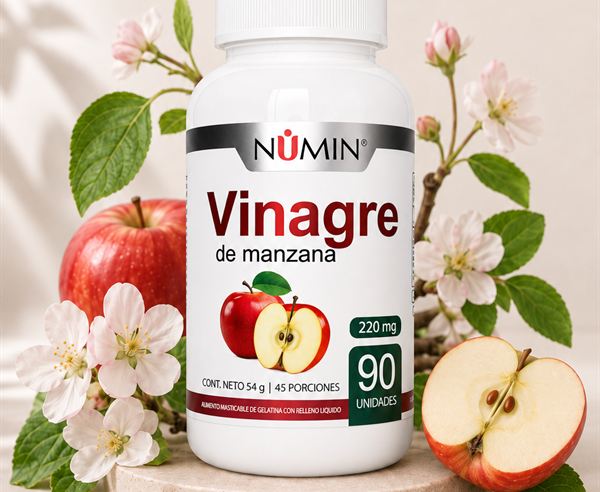 NUMIN®
Vinagre
de manzana
220 mg
90
UNIDADES
CONT. NETO 54 g | 45 PORCIONES
ALIMENTO MASTICABLE DE GELATINA CON RELLENO LIQUIDO